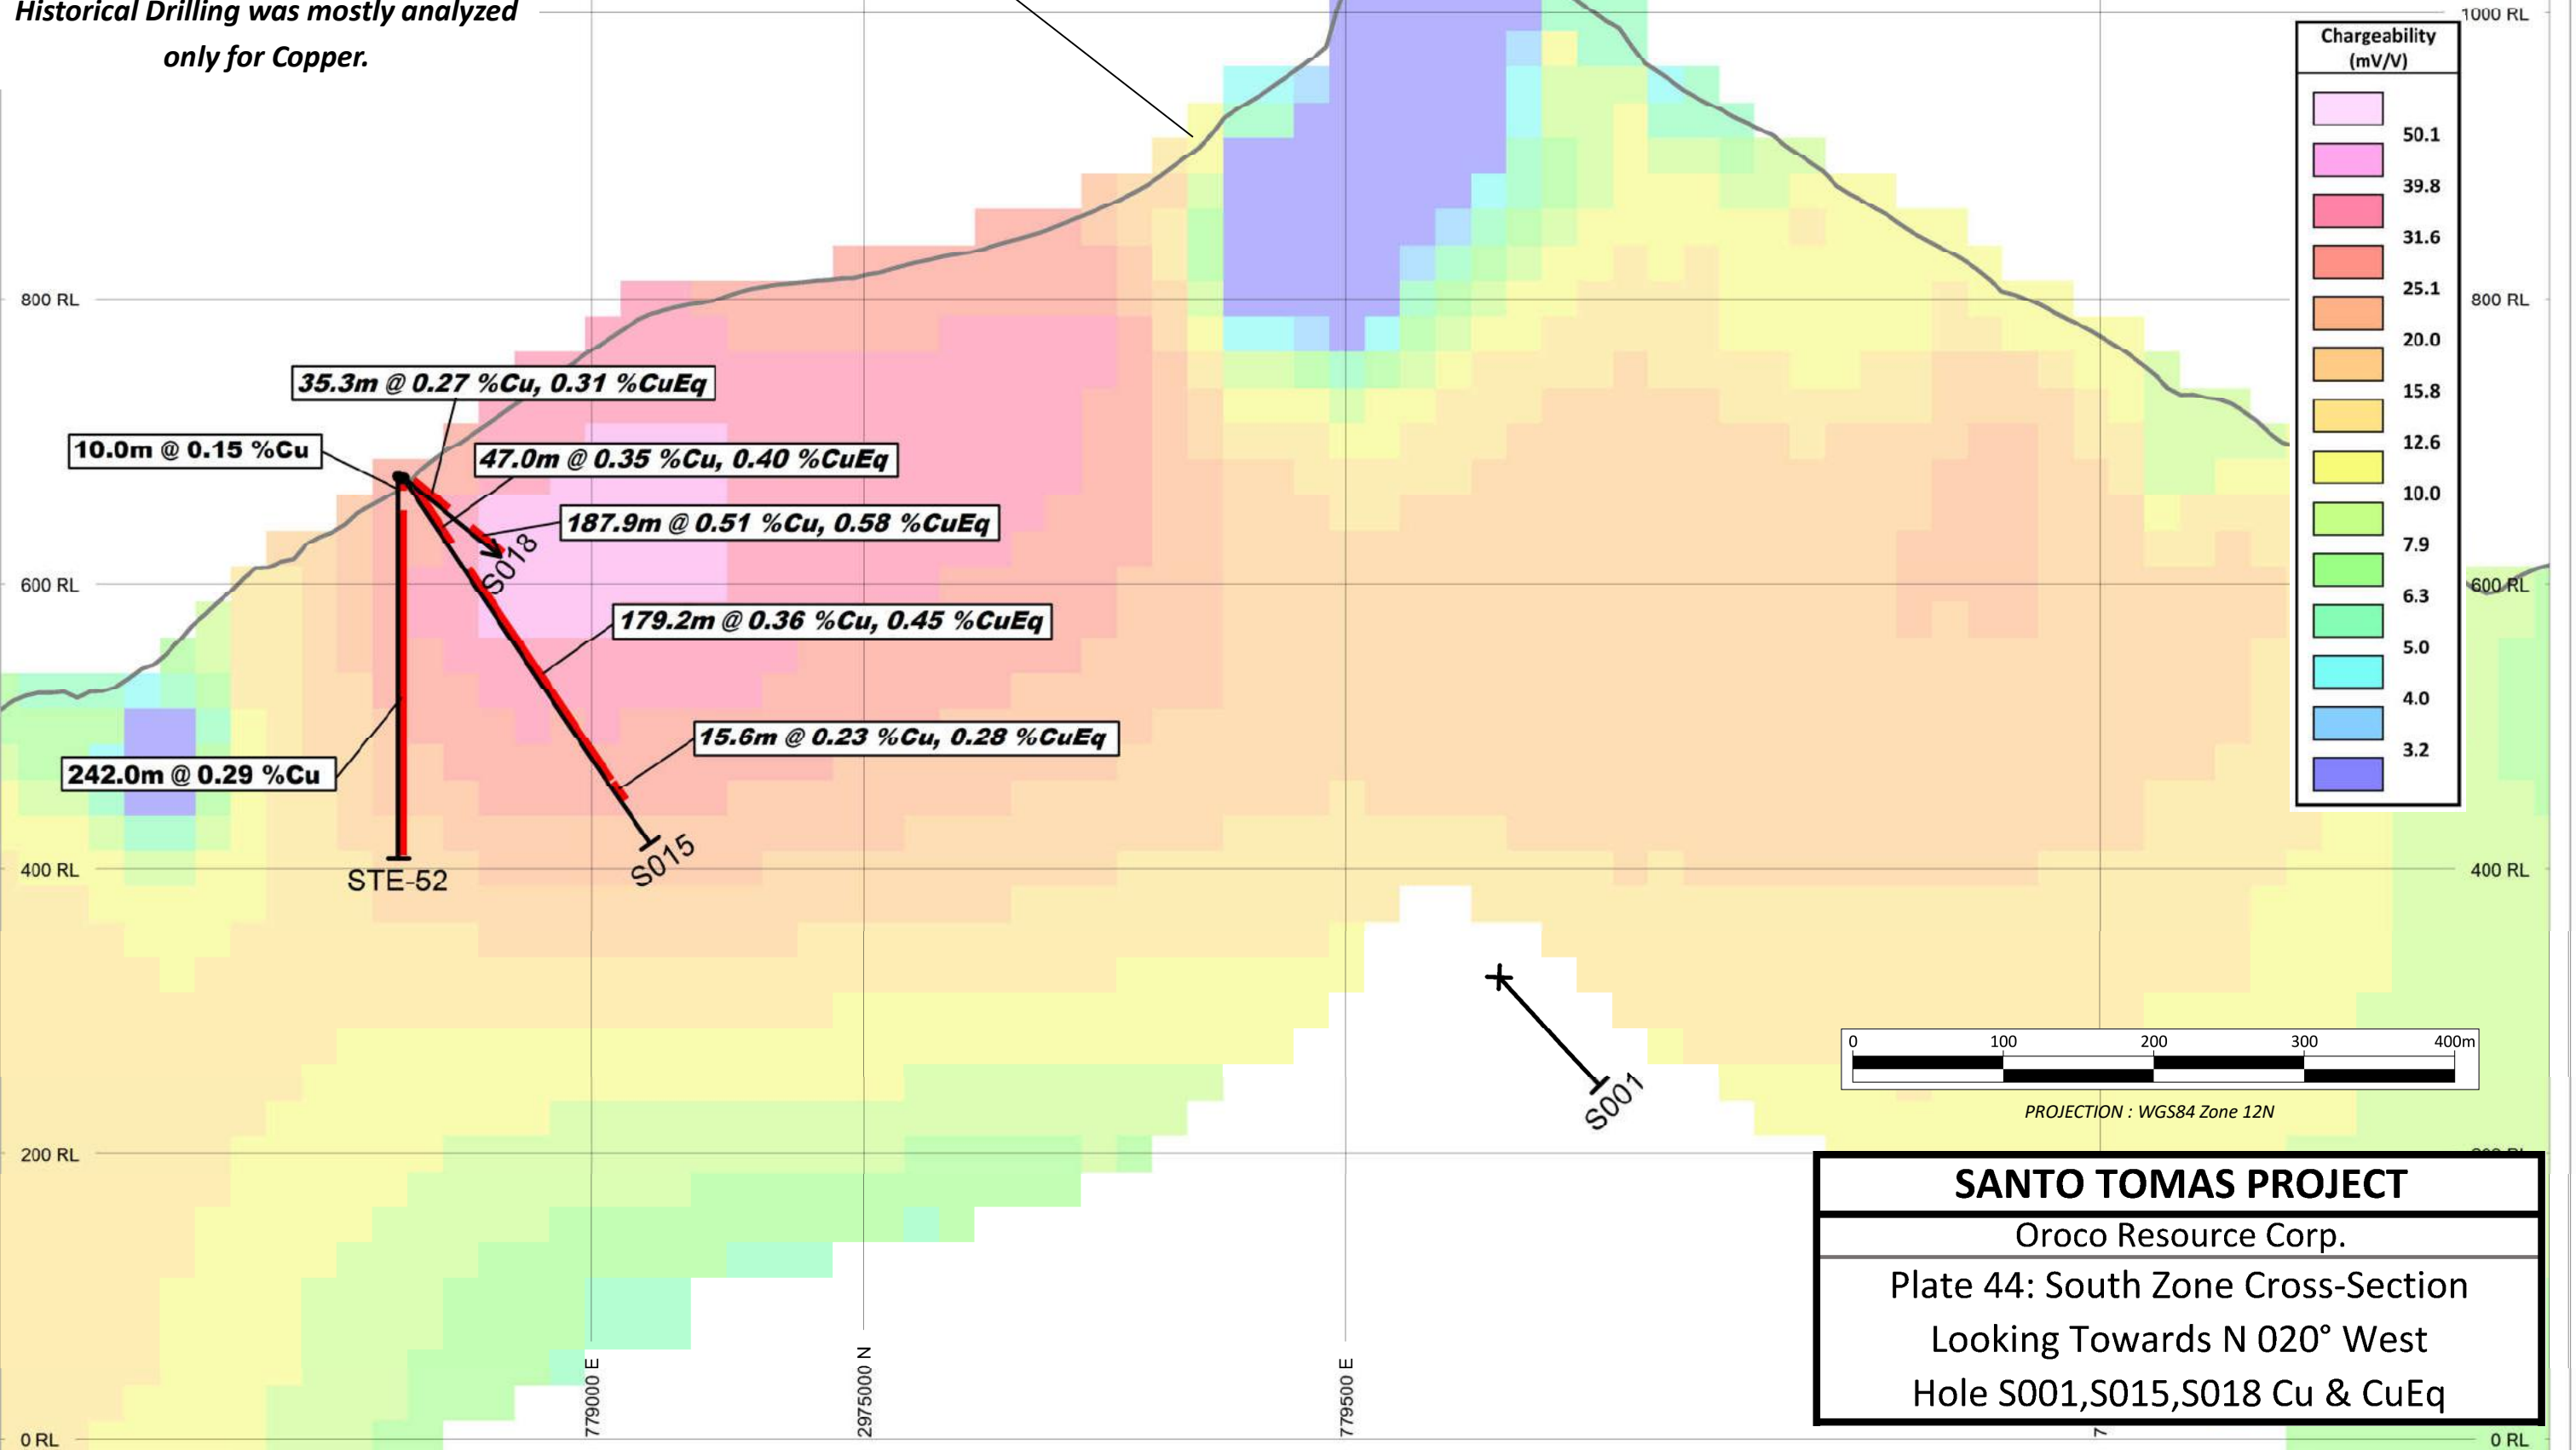 Historical Drilling was mostly analyzed
only for Copper.
1000 RL
Chargeability
(mV/V)
50.1
39.8
31.6
25.1
20.0
15.8
12.6
10.0
7.9
6.3
5.0
4.0
3.2
800 RL
800 RL
35.3m @ 0.27 %Cu, 0.31 %CuEq
10.0m @ 0.15 %Cu
47.0m @ 0.35 %Cu, 0.40 %CuEq
187.9m @ 0.51 %Cu, 0.58 %CuEq
S018
600 RL
600 RL
179.2m @ 0.36 %Cu, 0.45 %CuEq
15.6m @ 0.23 %Cu, 0.28 %CuEq
242.0m @ 0.29 %Cu
S015
STE-52
400 RL
400 RL
S001
0 100 200 300 400m
PROJECTION : WGS84 Zone 12N
200 RL
SANTO TOMAS PROJECT
Oroco Resource Corp.
Plate 44: South Zone Cross-Section
Looking Towards N 020° West
Hole S001,S015,S018 Cu & CuEq
779000 E
2975000 N
779500 E
0 RL
0 RL